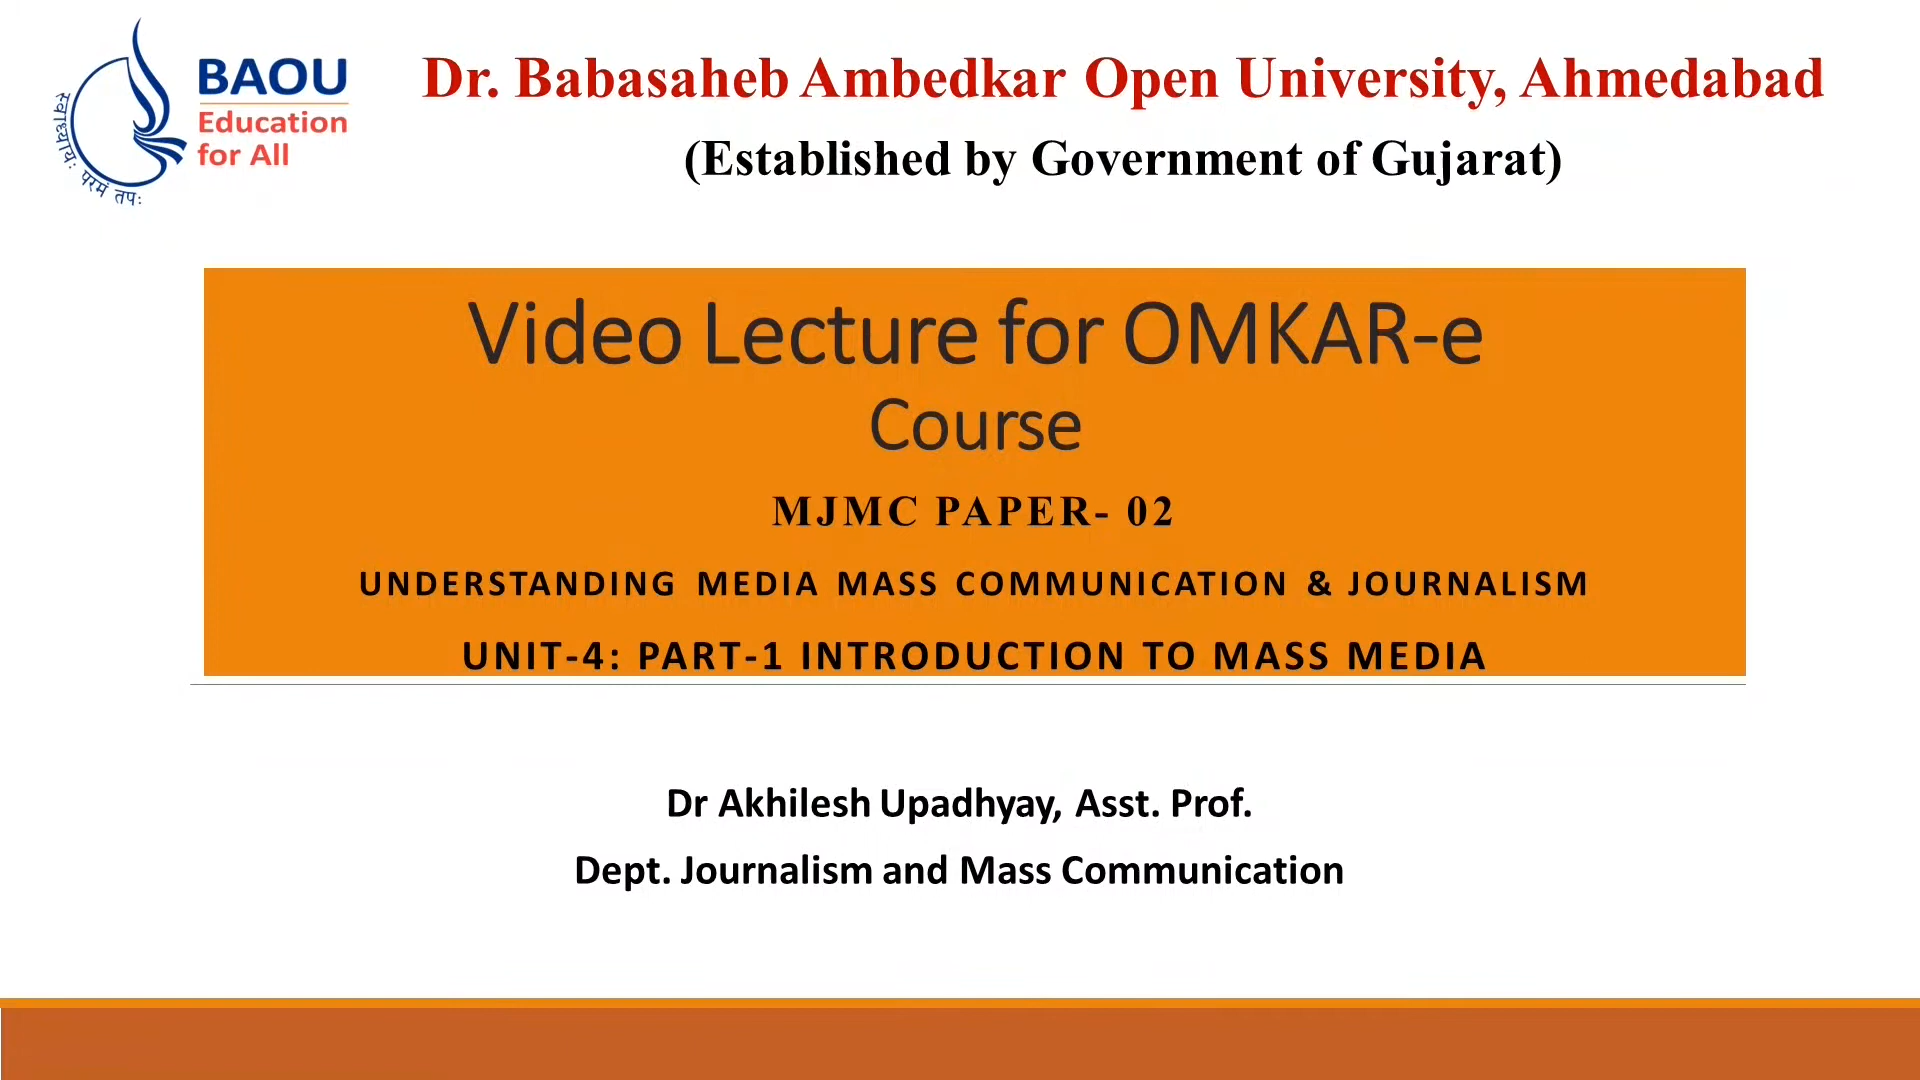 BAOU
Education
for All
स्वाध्यायः परमं तपः
Dr. Babasaheb Ambedkar Open University, Ahmedabad
(Established by Government of Gujarat)
Video Lecture for OMKAR-e
Course
MJMC PAPER- 02
UNDERSTANDING MEDIA MASS COMMUNICATION & JOURNALISM
UNIT-4: PART-1 INTRODUCTION TO MASS MEDIA
Dr Akhilesh Upadhyay, Asst. Prof.
Dept. Journalism and Mass Communication